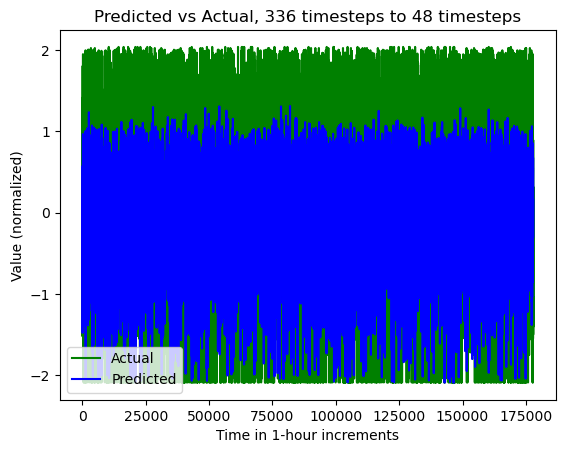 Predicted vs Actual, 336 timesteps to 48 timesteps
Value (normalized)
2
1
0
−1
−2
Actual
Predicted
0 25000 50000 75000 100000 125000 150000 175000
Time in 1-hour increments